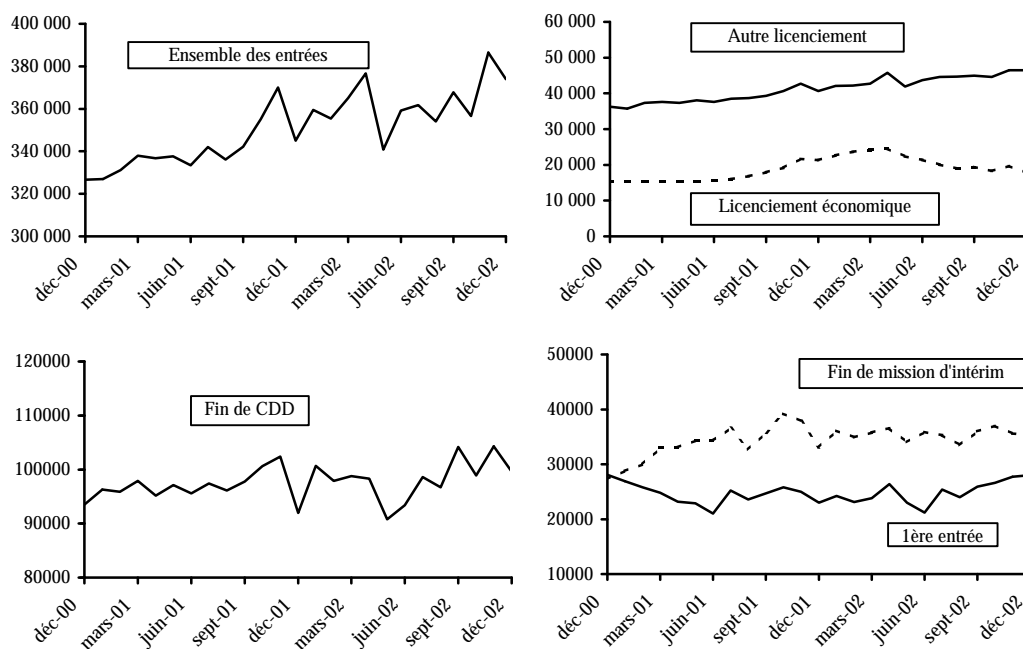 400 000
380 000
360 000
340 000
320 000
300 000
Ensemble des entrées
déc-00
mars-01
juin-01
sept-01
déc-01
mars-02
juin-02
sept-02
déc-02
60 000
50 000
40 000
30 000
20 000
10 000
0
Autre licenciement
Licenciement économique
déc-00
mars-01
juin-01
sept-01
déc-01
mars-02
juin-02
sept-02
déc-02
120000
110000
100000
90000
80000
Fin de CDD
déc-00
mars-01
juin-01
sept-01
déc-01
mars-02
juin-02
sept-02
déc-02
50000
40000
30000
20000
10000
Fin de mission d'intérim
1ère entrée
déc-00
mars-01
juin-01
sept-01
déc-01
mars-02
juin-02
sept-02
déc-02